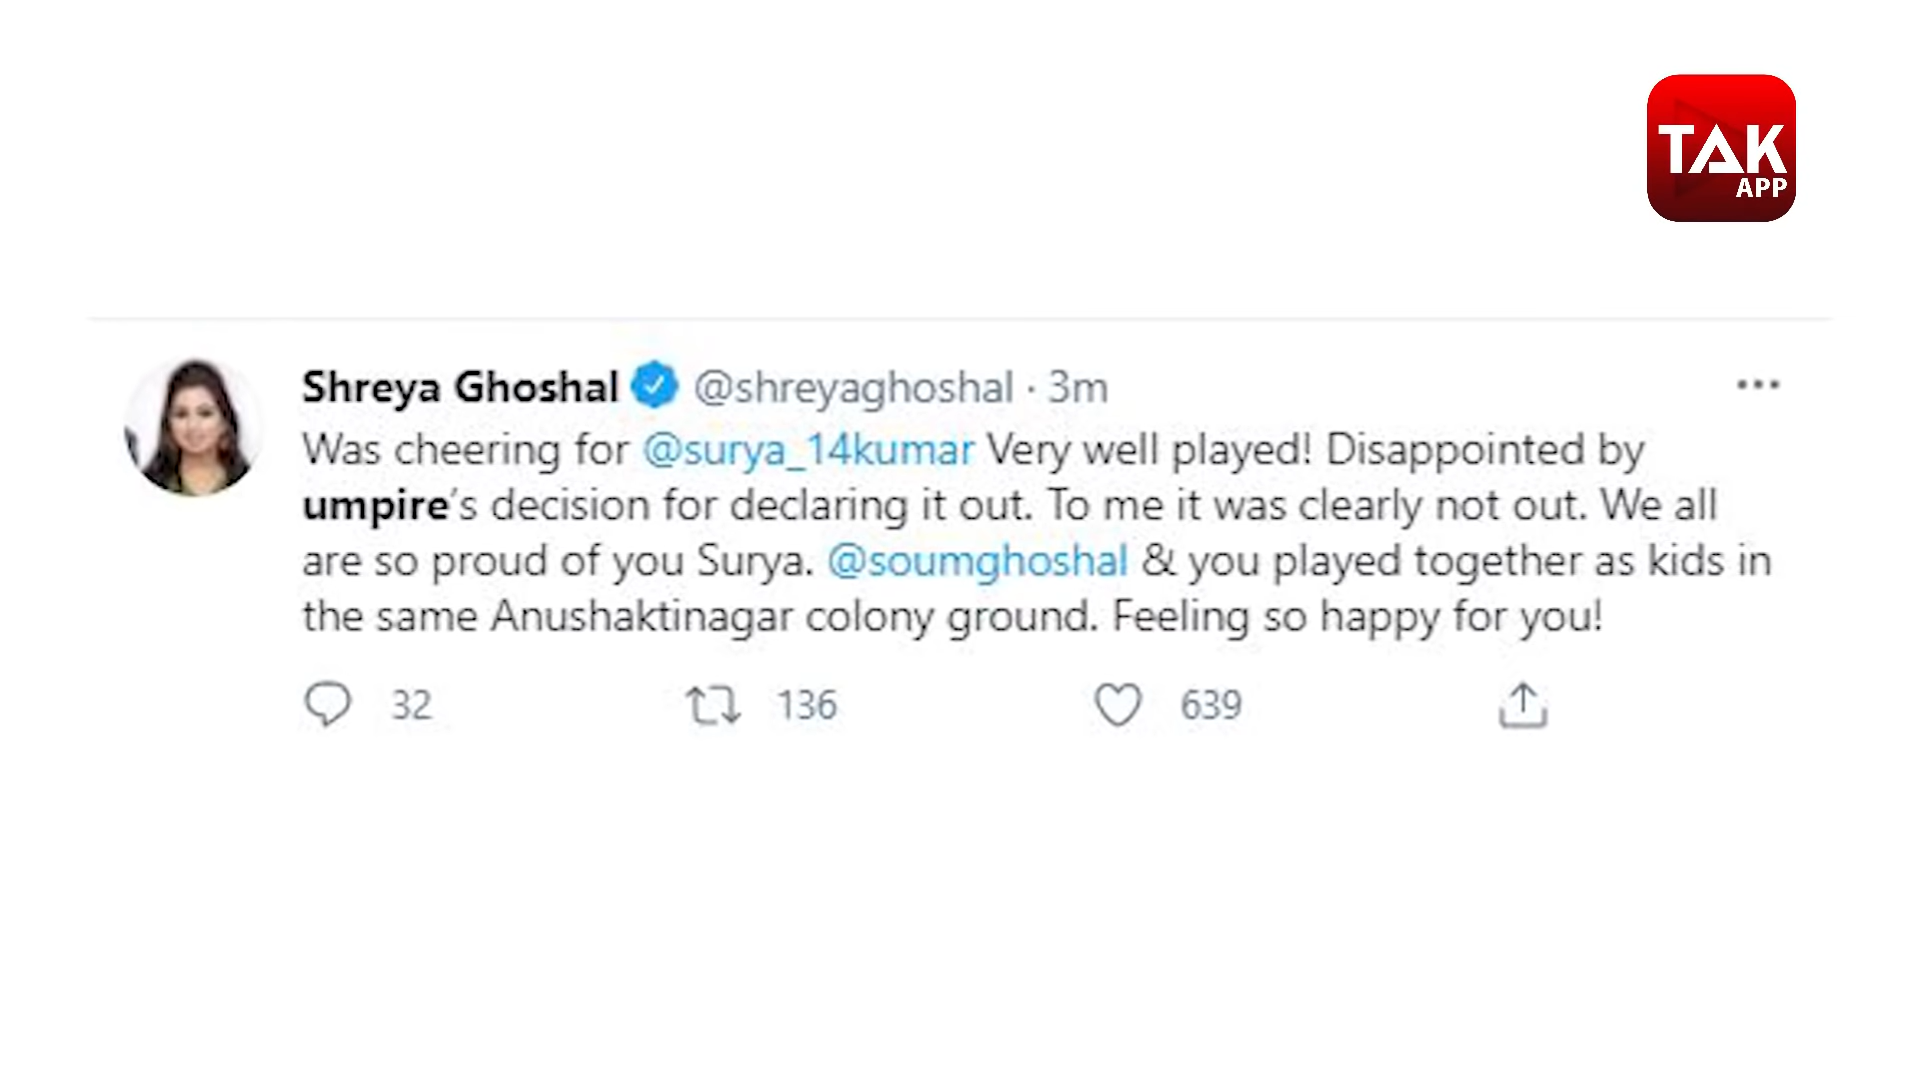 TAK
APP
Shreya Ghoshal @shreyaghoshal · 3m
Was cheering for @surya_14kumar Very well played! Disappointed by
umpire's decision for declaring it out. To me it was clearly not out. We all
are so proud of you Surya. @soumghoshal & you played together as kids in
the same Anushaktinagar colony ground. Feeling so happy for you!
32 136 639